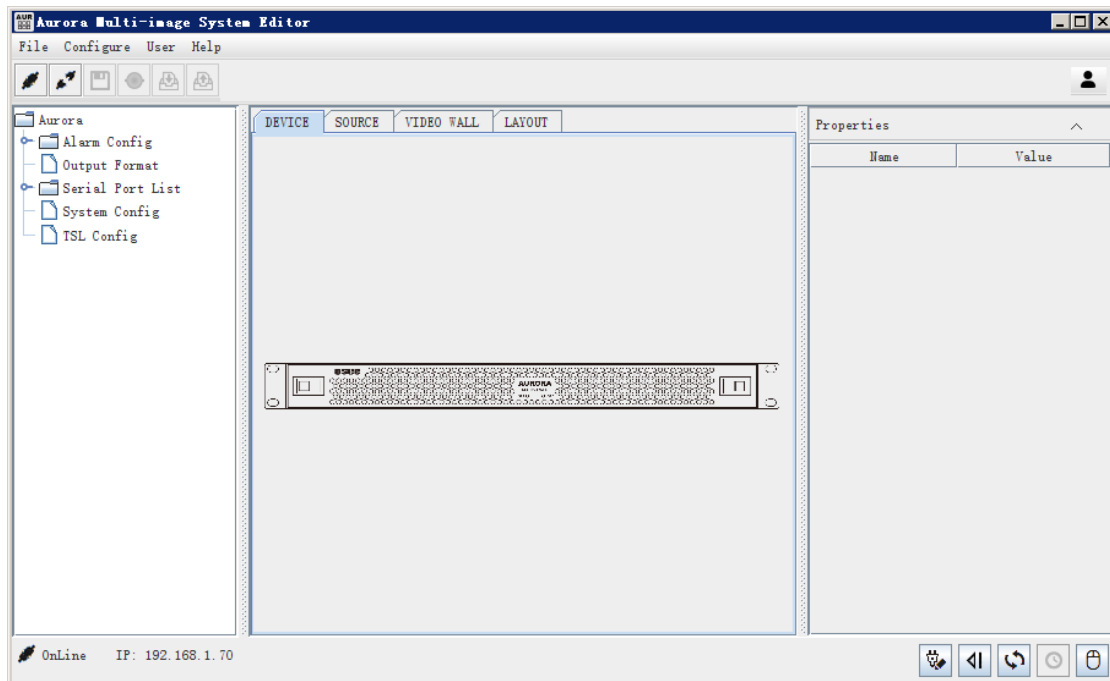 Aurora Multi-image System Editor
File Configure User Help
Aurora
Alarm Config
Output Format
Serial Port List
System Config
TSL Config
DEVICE SOURCE VIDEO WALL LAYOUT
AURORA
Properties
Name Value
OnLine IP: 192.168.1.70